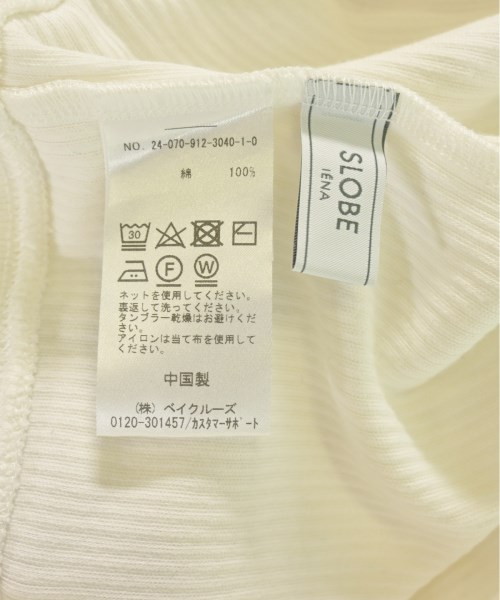 NO. 24-070-912-3040-1-0
綿 100%
30
F W
ネットを使用してください。
裏返して洗ってください。
タンブラー乾燥はお避けくだ
さい。
アイロンは当て布を使用してく
ださい。
中国製
(株) ベイクルーズ
0120-301457/カスタマーサポート
SLOBE
IÉNA